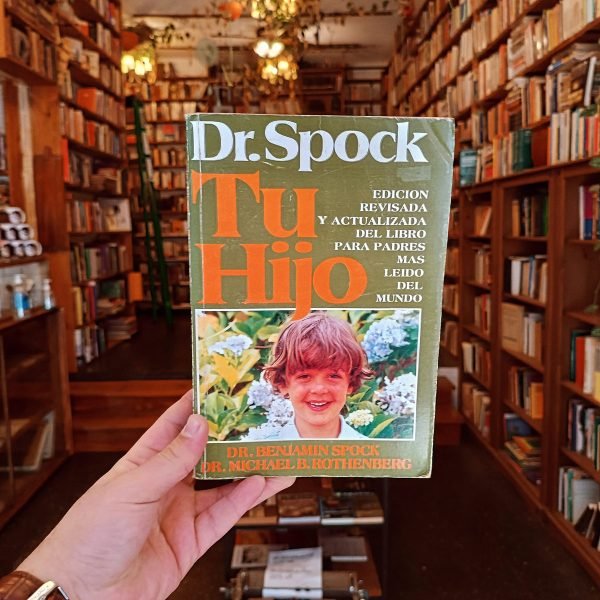 Dr. Spock
Tu
Hijo
EDICION
REVISADA
Y ACTUALIZADA
DEL LIBRO
PARA PADRES
MAS
LEIDO
DEL
MUNDO
DR. BENJAMIN SPOCK
DR. MICHAEL B. ROTHENBERG